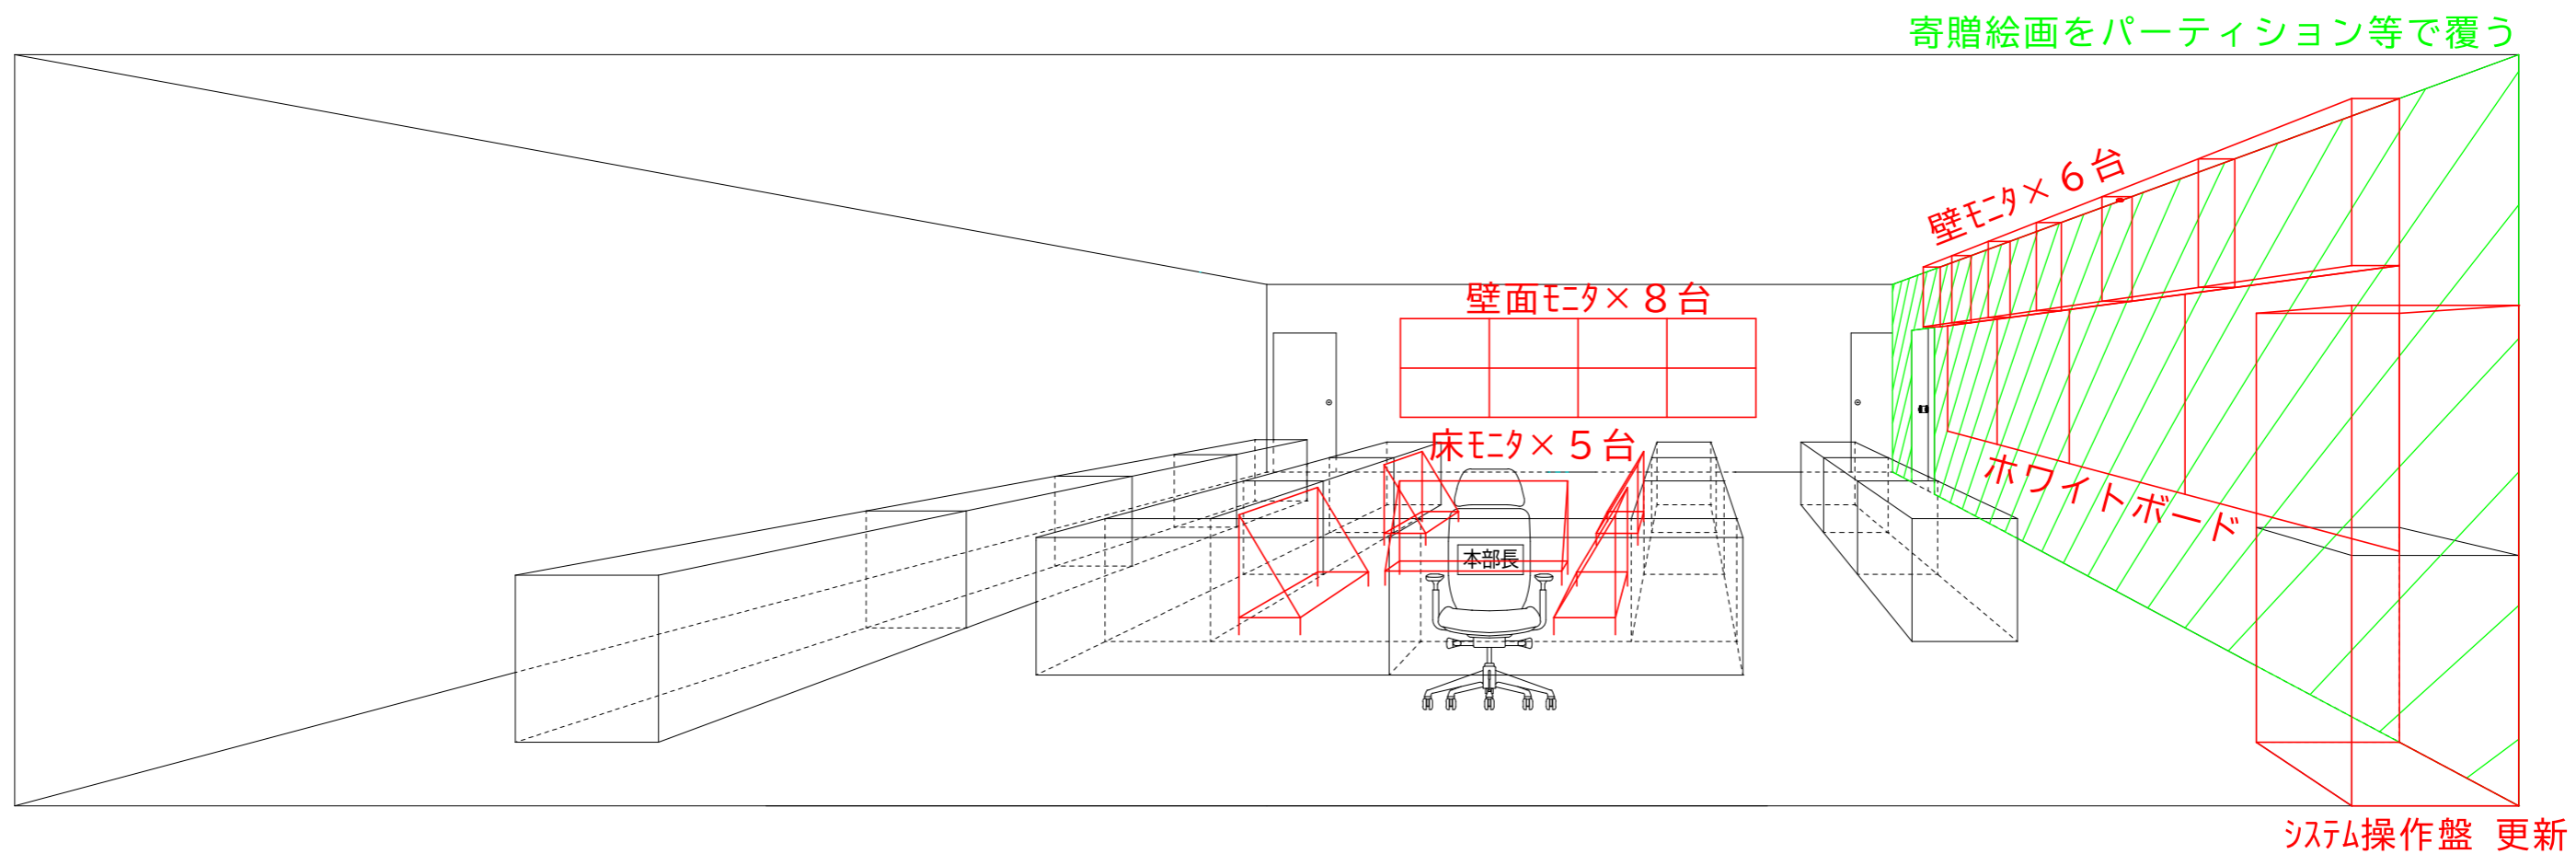 寄贈絵画をパーティション等で覆う
壁ﾓﾆﾀ×６台
壁面ﾓﾆﾀ×８台
床ﾓﾆﾀ×５台
ホワイトボード
本部長
ｼｽﾃﾑ操作盤 更新